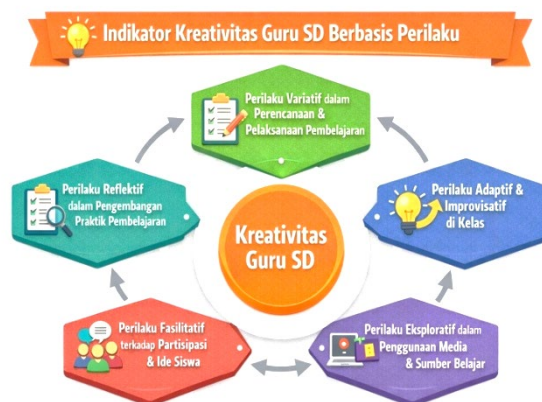 Indikator Kreativitas Guru SD Berbasis Perilaku
Perilaku Variatif dalam
Perencanaan &
Pelaksanaan Pembelajaran
Perilaku Reflektif
dalam Pengembangan
Praktik Pembelajaran
Perilaku Adaptif &
Improvisatif
di Kelas
Kreativitas
Guru SD
Perilaku Fasilitatif
terhadap Partisipasi
& Ide Siswa
Perilaku Eksploratif dalam
Penggunaan Media
& Sumber Belajar